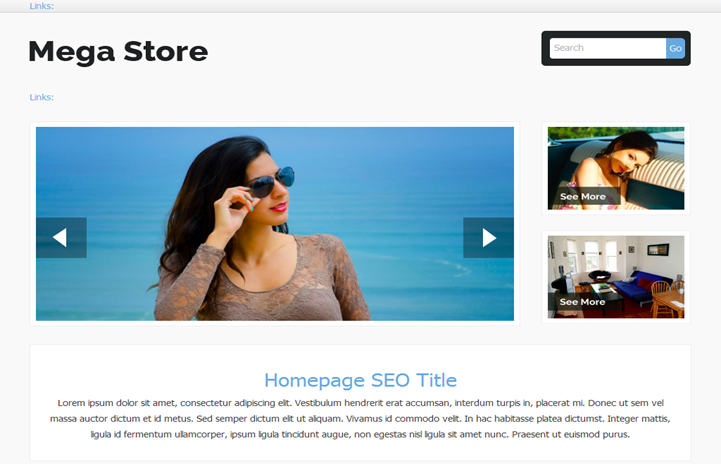 Links:
Mega Store
Search
Go
Links:
See More
See More
Homepage SEO Title
Lorem ipsum dolor sit amet, consectetur adipiscing elit. Vestibulum hendrerit erat accumsan, interdum turpis in, placerat mi. Donec ut sem vel
massa auctor dictum et id metus. Sed semper dictum elit ut aliquam. Vivamus id commodo velit. In hac habitasse platea dictumst. Integer mattis,
ligula id fermentum ullamcorper, ipsum ligula tincidunt augue, non egestas nisl ligula sit amet nunc. Praesent ut euismod purus.